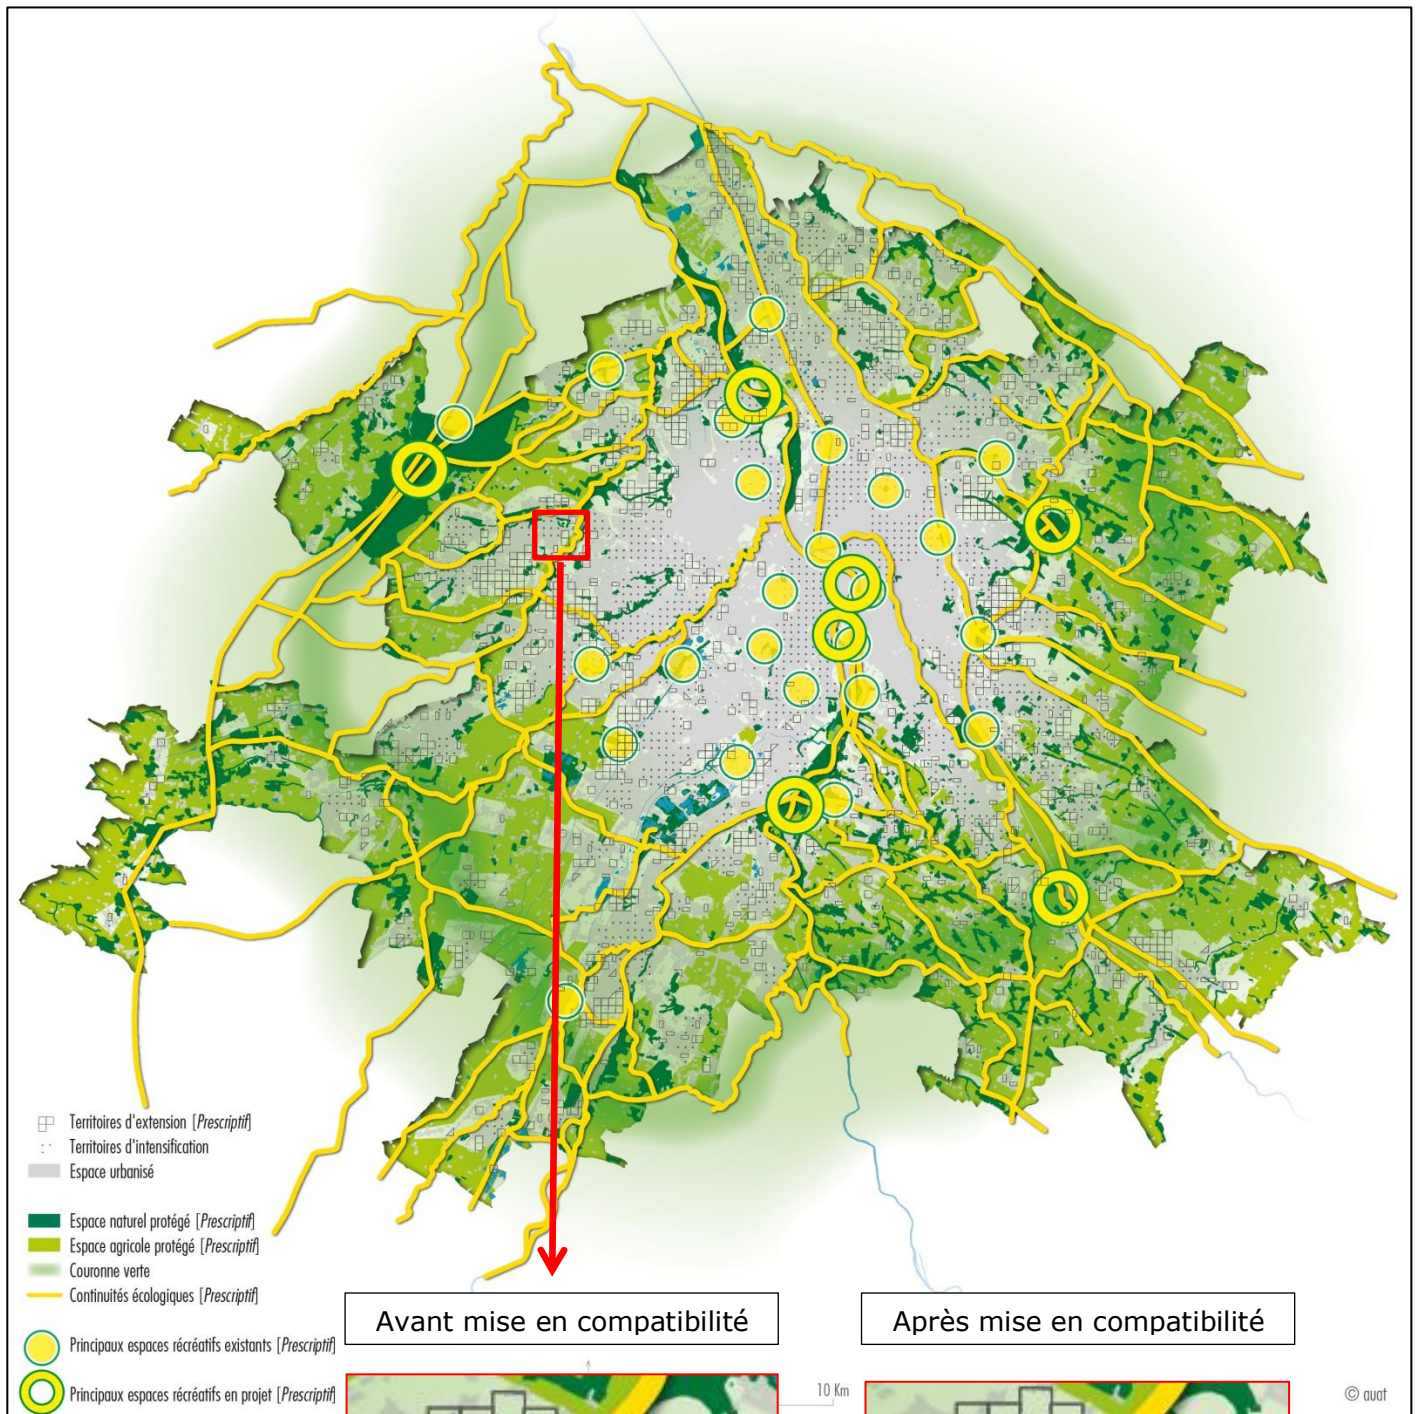 Territoires d'extension [Prescriptif]
Territoires d'intensification
Espace urbanisé
Espace naturel protégé [Prescriptif]
Espace agricole protégé [Prescriptif]
Couronne verte
Continuités écologiques [Prescriptif]
Principaux espaces récréatifs existants [Prescriptif]
Principaux espaces récréatifs en projet [Prescriptif]
Avant mise en compatibilité
Après mise en compatibilité
10 Km
© auat